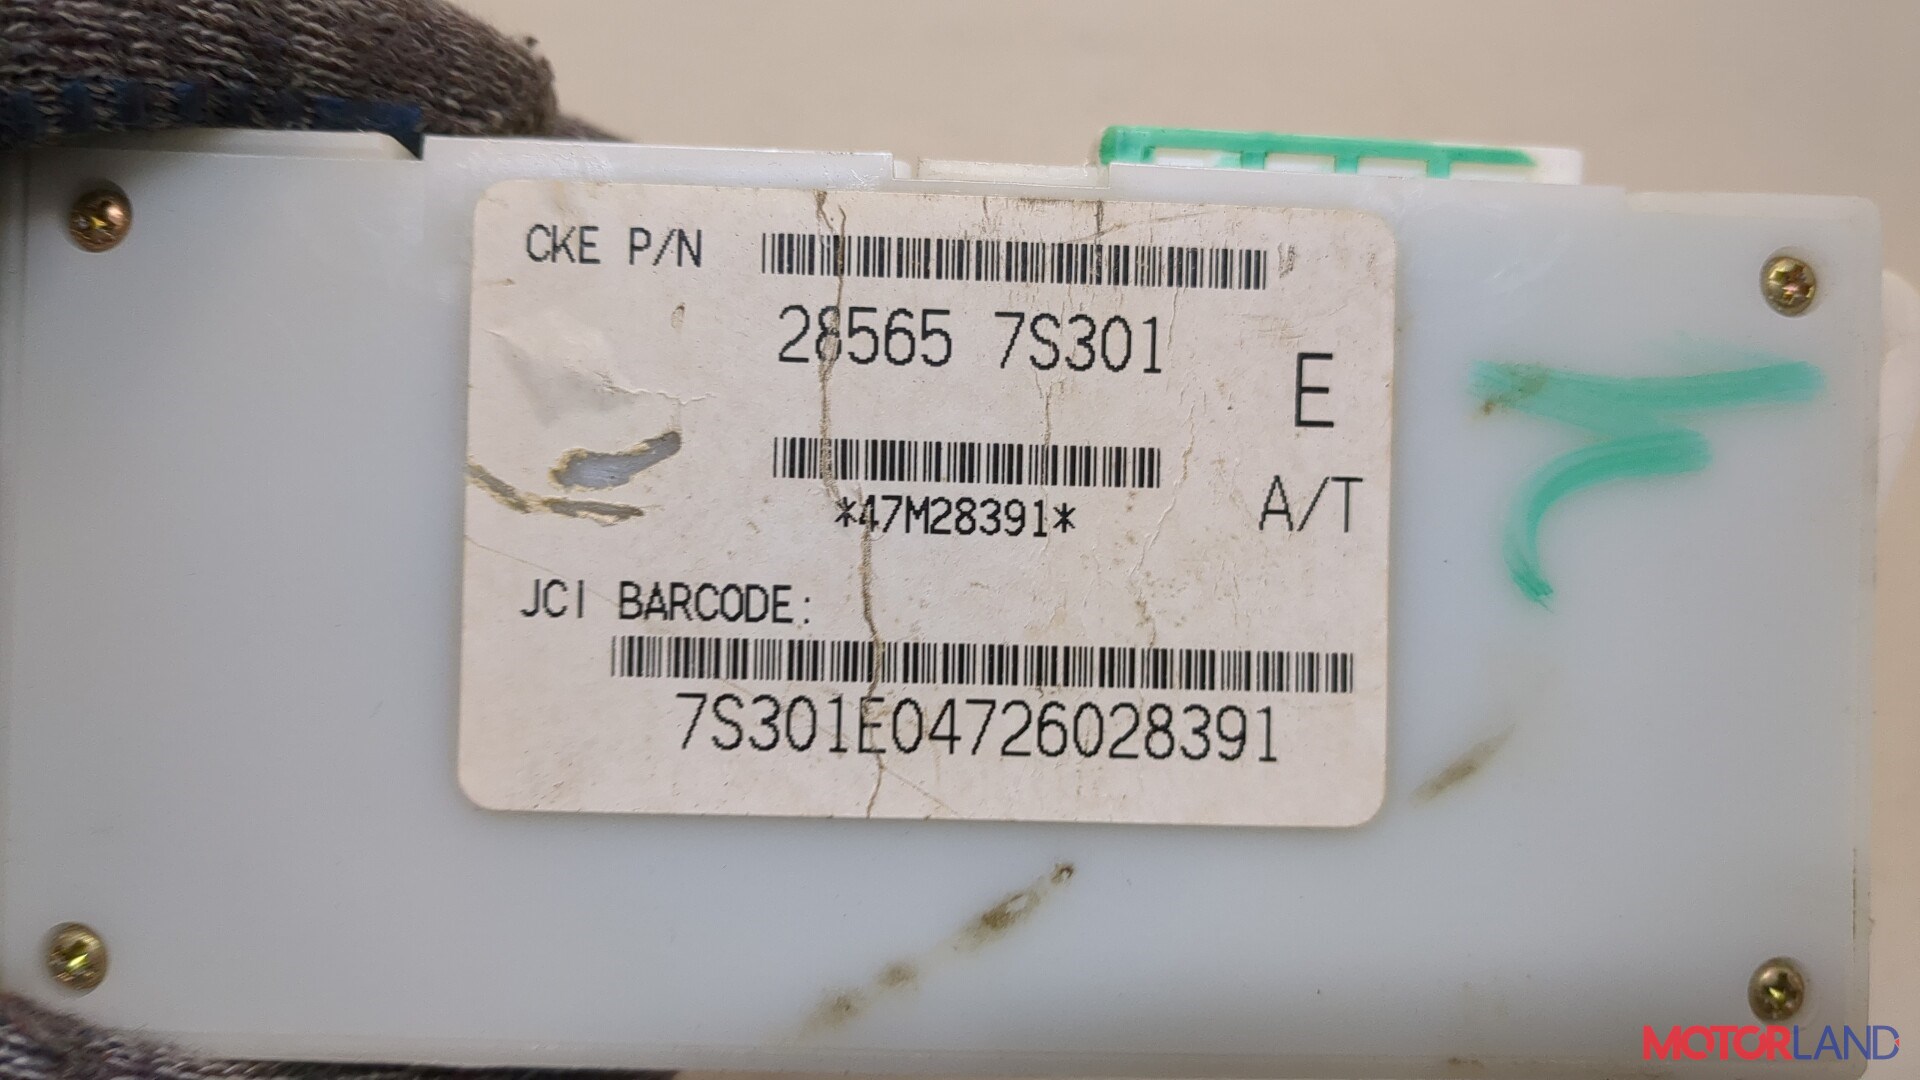 CKE P/N
28565 7S301
E
*47M28391*
A/T
JCI BARCODE:
7S301E04726028391
MOTORLAND